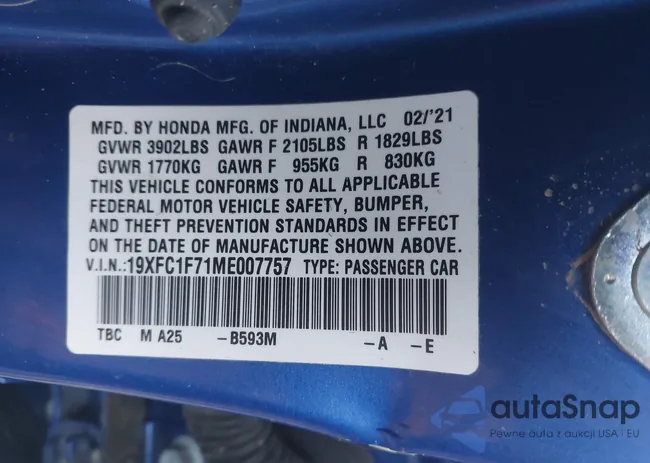 MFD. BY HONDA MFG. OF INDIANA, LLC 02/'21
GVWR 3902LBS GAWR F 2105LBS R 1829LBS
GVWR 1770KG GAWR F 955KG R 830KG
THIS VEHICLE CONFORMS TO ALL APPLICABLE
FEDERAL MOTOR VEHICLE SAFETY, BUMPER,
AND THEFT PREVENTION STANDARDS IN EFFECT
ON THE DATE OF MANUFACTURE SHOWN ABOVE.
V.I.N.:19XFC1F71ME007757 TYPE: PASSENGER CAR
TBC M A25 -B593M -A -E
autaSnap
Pewne auta z aukcji USA i EU